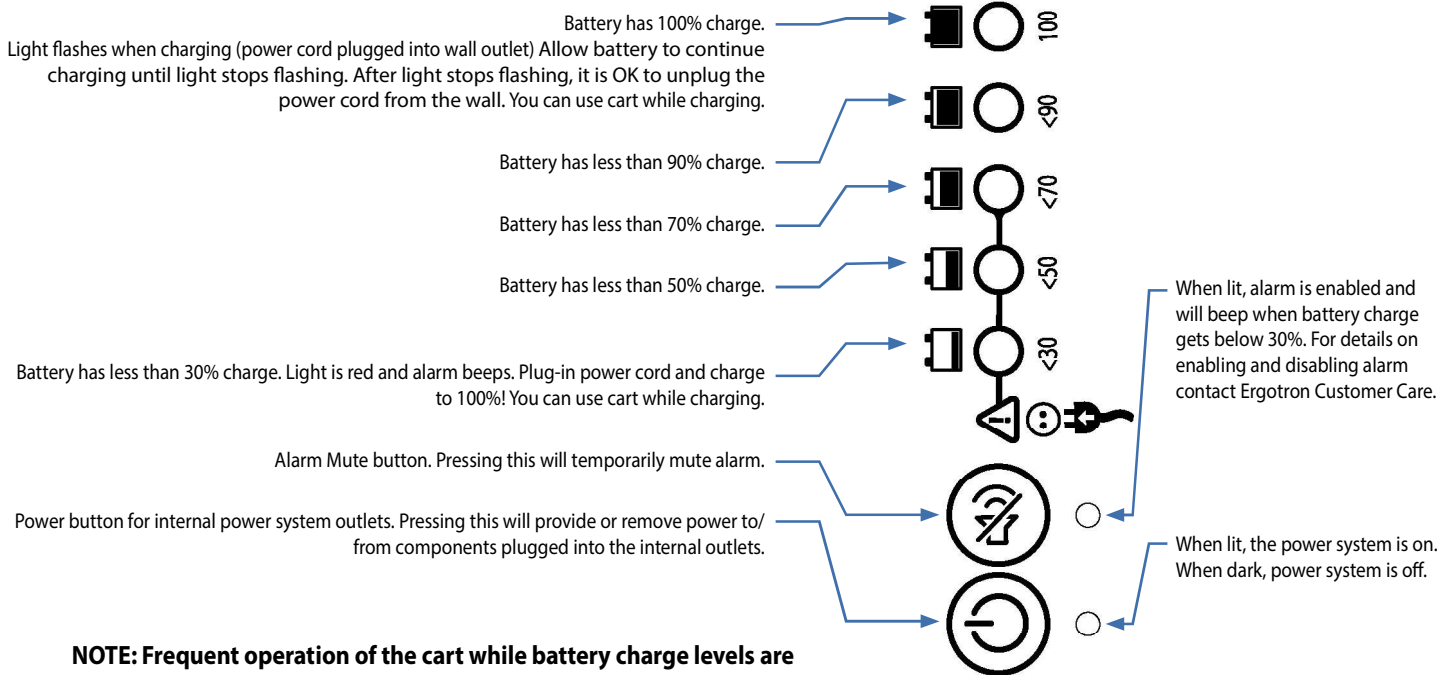 Battery has 100% charge.
Light flashes when charging (power cord plugged into wall outlet) Allow battery to continue
charging until light stops flashing. After light stops flashing, it is OK to unplug the
power cord from the wall. You can use cart while charging.
100
<90
Battery has less than 90% charge.
<70
Battery has less than 70% charge.
<50
Battery has less than 50% charge.
When lit, alarm is enabled and
will beep when battery charge
gets below 30%. For details on
enabling and disabling alarm
contact Ergotron Customer Care.
<30
Battery has less than 30% charge. Light is red and alarm beeps. Plug-in power cord and charge
to 100%! You can use cart while charging.
Alarm Mute button. Pressing this will temporarily mute alarm.
Power button for internal power system outlets. Pressing this will provide or remove power to/
from components plugged into the internal outlets.
When lit, the power system is on.
When dark, power system is off.
NOTE: Frequent operation of the cart while battery charge levels are